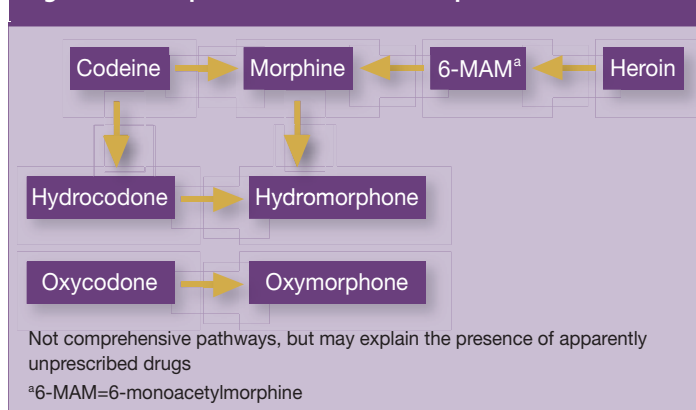 Codeine Morphine 6-MAMᵃ Heroin
Hydrocodone Hydromorphone
Oxycodone Oxymorphone
Not comprehensive pathways, but may explain the presence of apparently
unprescribed drugs
ᵃ6-MAM=6-monoacetylmorphine